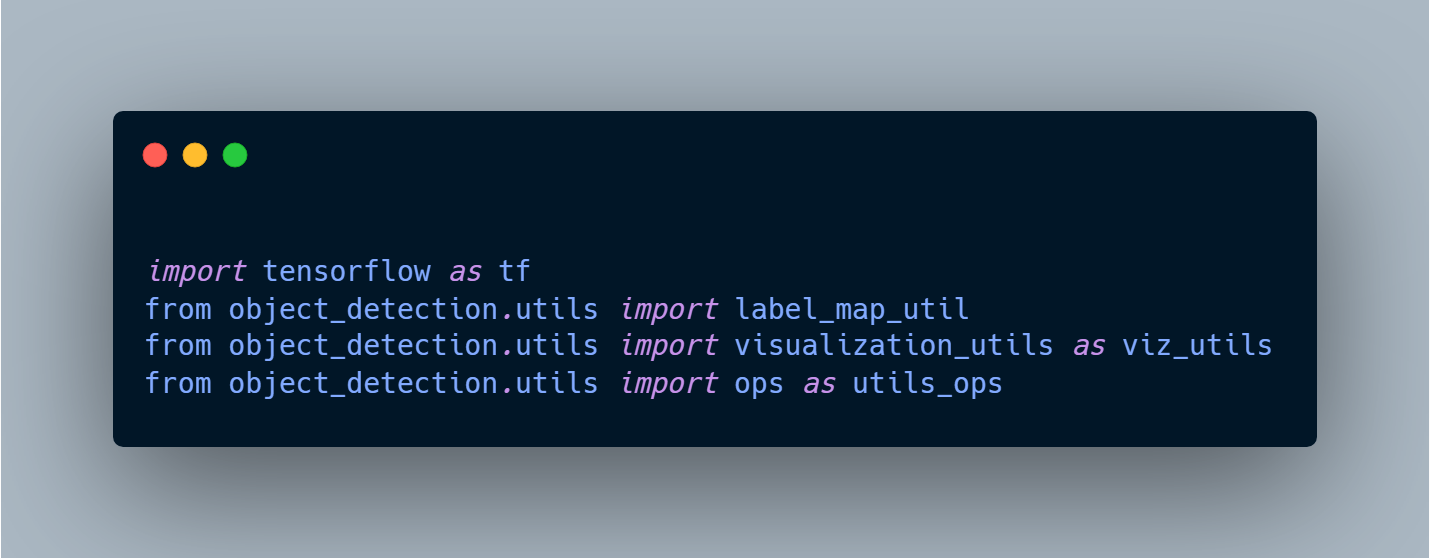 import tensorflow as tf
from object_detection.utils import label_map_util
from object_detection.utils import visualization_utils as viz_utils
from object_detection.utils import ops as utils_ops